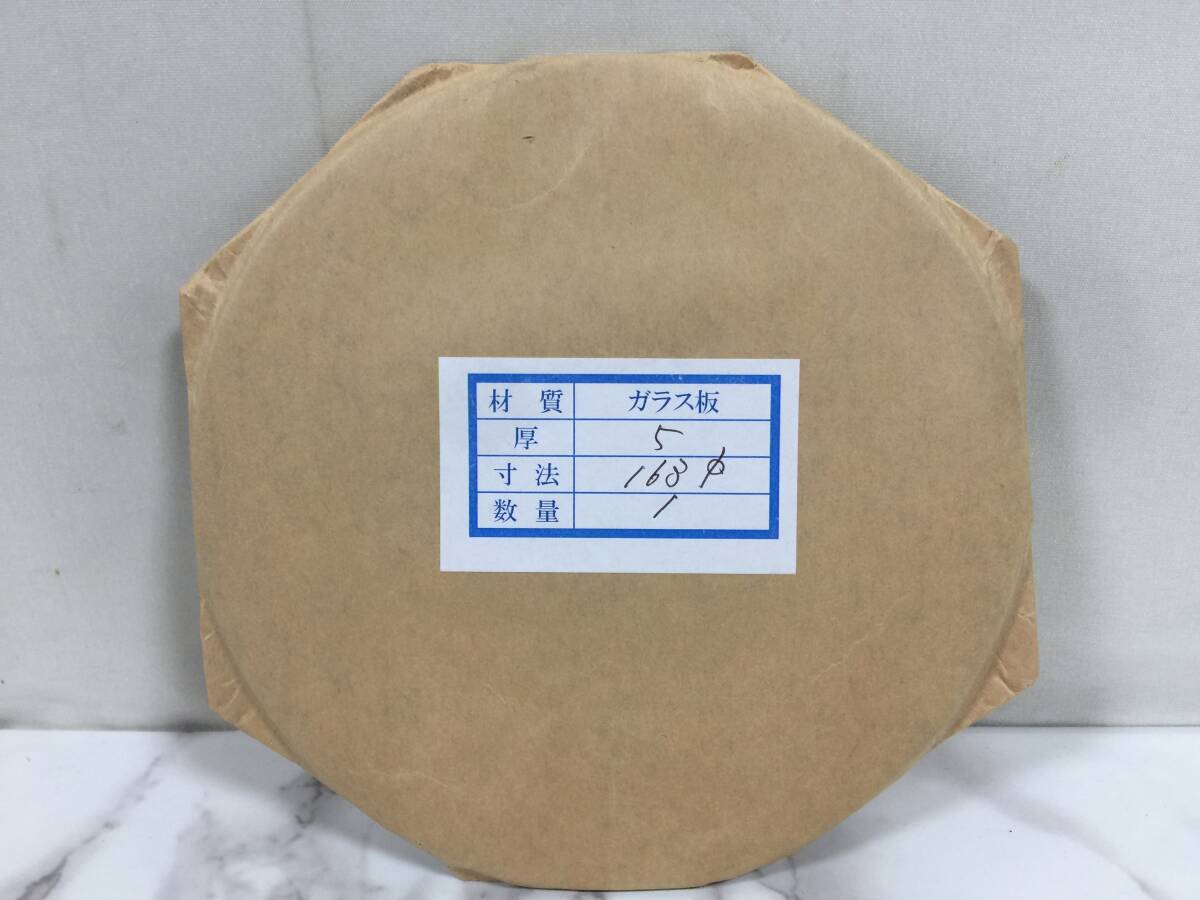 材 質 ガラス板
厚 5
寸 法 168φ
数 量 1